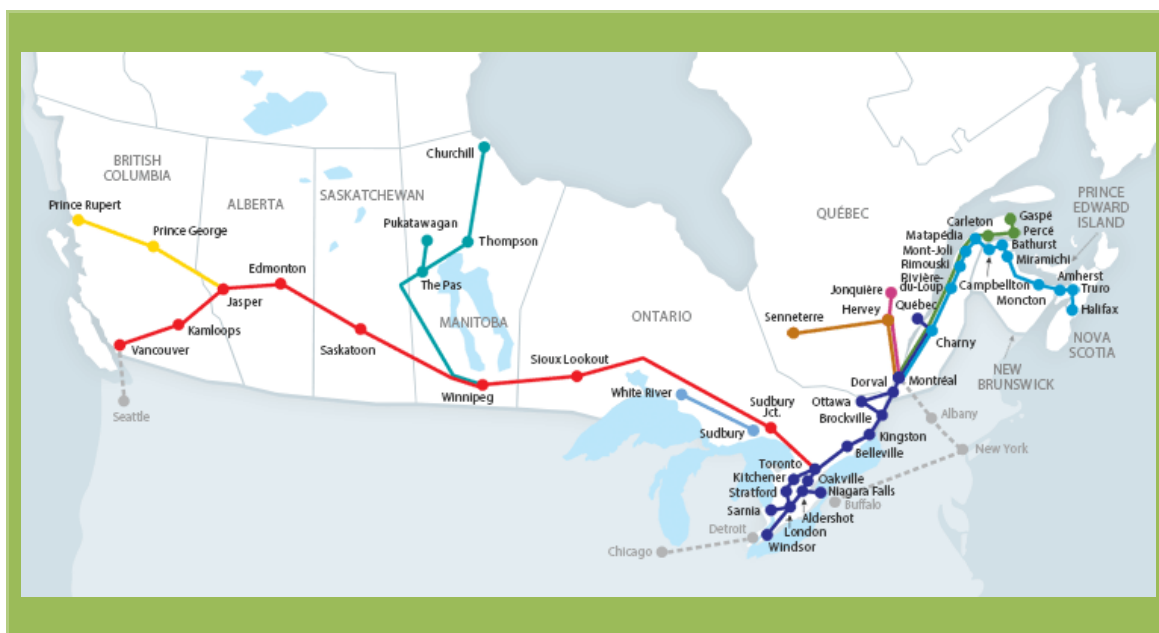 BRITISH
COLUMBIA
Prince Rupert
Prince George
ALBERTA
Edmonton
Jasper
Kamloops
Vancouver
Seattle
SASKATCHEWAN
Saskatoon
Churchill
Pukatawagan
Thompson
The Pas
MANITOBA
Winnipeg
ONTARIO
Sioux Lookout
White River
Sudbury
Sudbury
Jct.
Toronto
Kitchener
Stratford
Sarnia
Oakville
Niagara Falls
Buffalo
Aldershot
London
Windsor
Detroit
Chicago
QUÉBEC
Senneterre
Jonquière
Hervey
Québec
Charny
Dorval
Montréal
Ottawa
Brockville
Kingston
Belleville
Albany
New York
Carleton
Matapédia
Mont-Joli
Rimouski
Rivière-
du-Loup
Gaspé
Percé
Bathurst
Miramichi
Campbellton
Moncton
Amherst
Truro
Halifax
PRINCE
EDWARD
ISLAND
NOVA
SCOTIA
NEW
BRUNSWICK